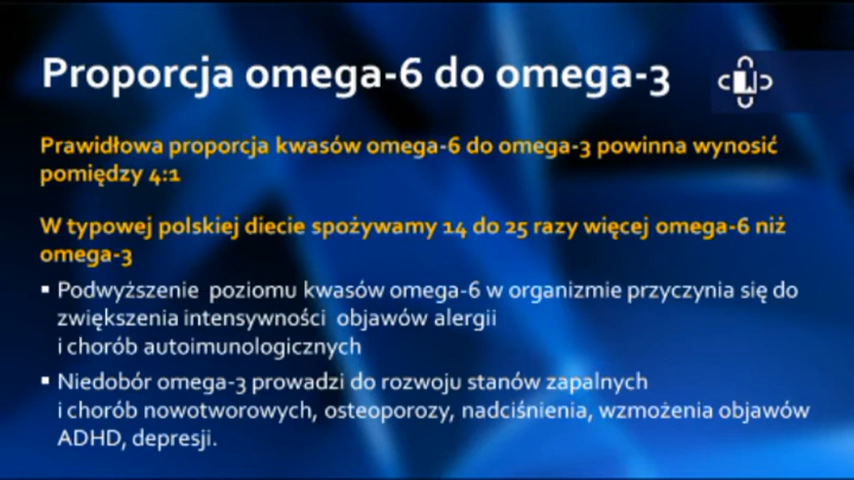 Proporcja omega-6 do omega-3
Prawidłowa proporcja kwasów omega-6 do omega-3 powinna wynosić
pomiędzy 4:1
W typowej polskiej diecie spożywamy 14 do 25 razy więcej omega-6 niż
omega-3
▪ Podwyższenie poziomu kwasów omega-6 w organizmie przyczynia się do
zwiększenia intensywności objawów alergii
i chorób autoimunologicznych
▪ Niedobór omega-3 prowadzi do rozwoju stanów zapalnych
i chorób nowotworowych, osteoporozy, nadciśnienia, wzmożenia objawów
ADHD, depresji.